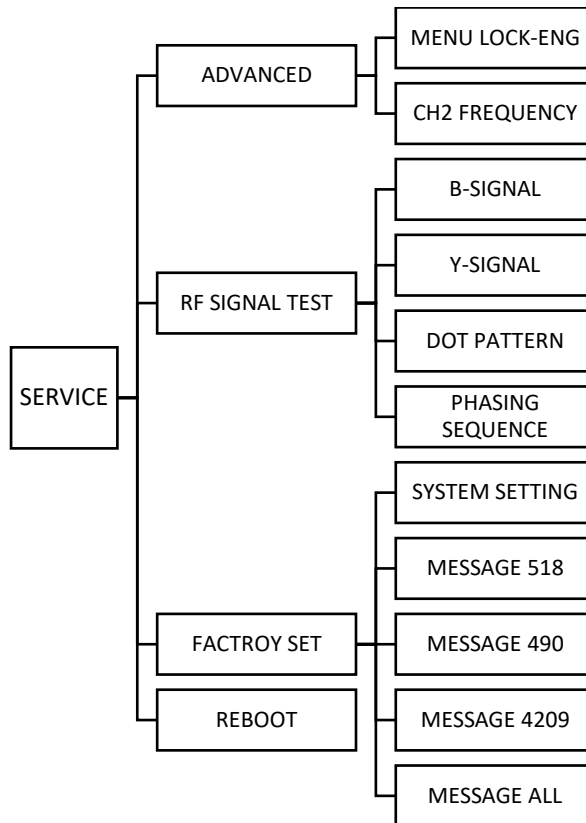 SERVICE
ADVANCED
MENU LOCK-ENG
CH2 FREQUENCY
RF SIGNAL TEST
B-SIGNAL
Y-SIGNAL
DOT PATTERN
PHASING
SEQUENCE
FACTROY SET
SYSTEM SETTING
MESSAGE 518
MESSAGE 490
MESSAGE 4209
MESSAGE ALL
REBOOT